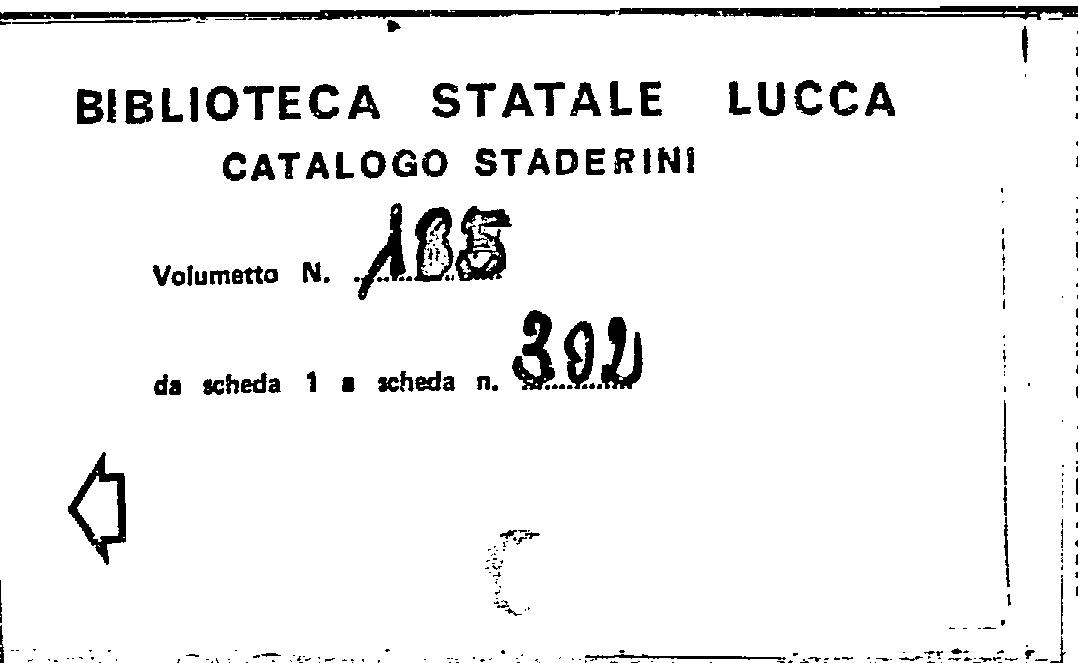 BIBLIOTECA STATALE LUCCA
CATALOGO STADERINI
Volumetto N. 185
da scheda 1 a scheda n. 302